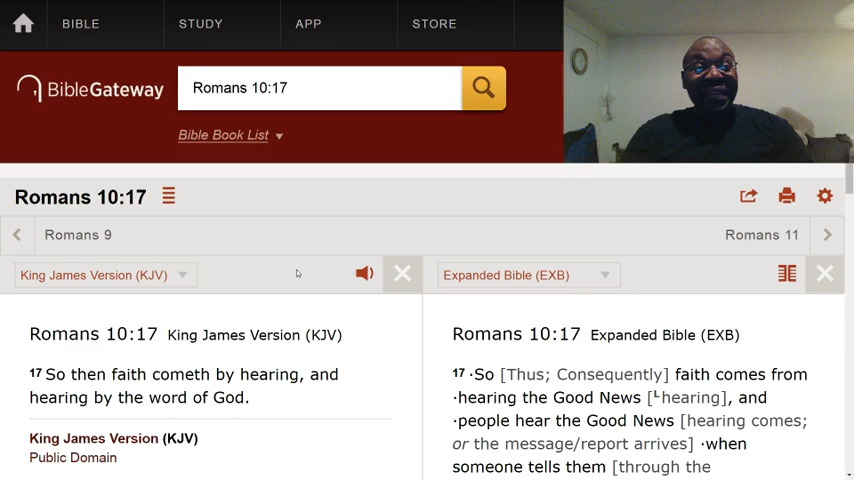 BIBLE STUDY APP STORE
BibleGateway
Romans 10:17
Bible Book List
Romans 10:17
Romans 9 Romans 11
King James Version (KJV)
Expanded Bible (EXB)
Romans 10:17 King James Version (KJV)
17 So then faith cometh by hearing, and
hearing by the word of God.
King James Version (KJV)
Public Domain
Romans 10:17 Expanded Bible (EXB)
17 ·So [Thus; Consequently] faith comes from
·hearing the Good News [ᴸhearing], and
·people hear the Good News [hearing comes;
or the message/report arrives] ·when
someone tells them [through the